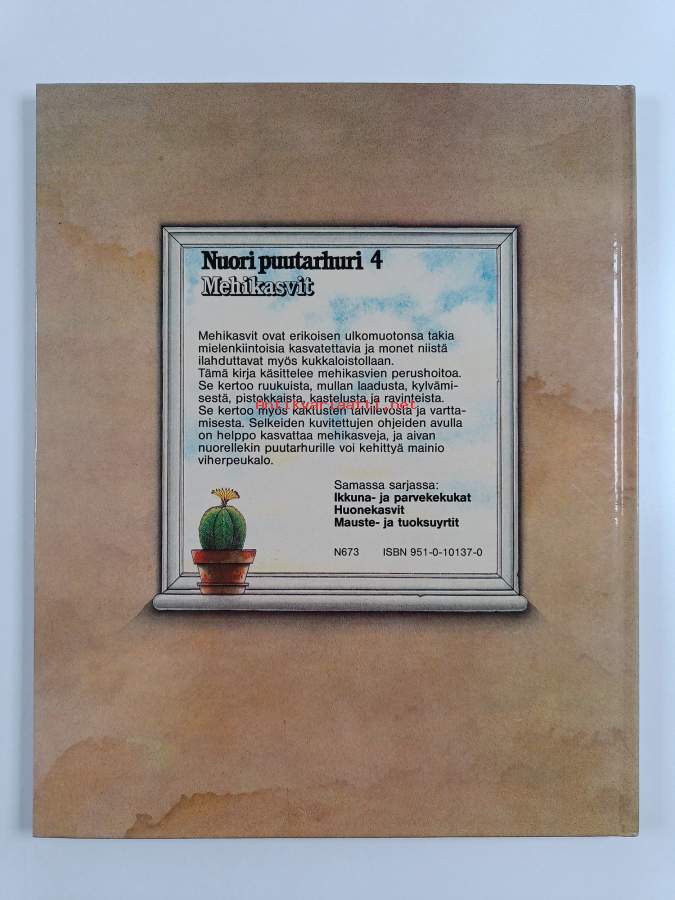 Nuori puutarhuri 4
Mehikasvit
Mehikasvit ovat erikoisen ulkomuotonsa takia
mielenkiintoisia kasvatettavia ja monet niistä
ilahduttavat myös kukkaloistollaan.
Tämä kirja käsittelee mehikasvien perushoitoa.
Se kertoo ruukuista, mullan laadusta, kylvämi-
sestä, pistokkaista, kastelusta ja ravinteista.
antikvariaatti.net
Se kertoo myös kaktusten talvilevosta ja vartta-
misesta. Selkeiden kuvitettujen ohjeiden avulla
on helppo kasvattaa mehikasveja, ja aivan
nuorellekin puutarhurille voi kehittyä mainio
viherpeukalo.
Samassa sarjassa:
Ikkuna- ja parvekekukat
Huonekasvit
Mauste- ja tuoksuyrtit
N673 ISBN 951-0-10137-0